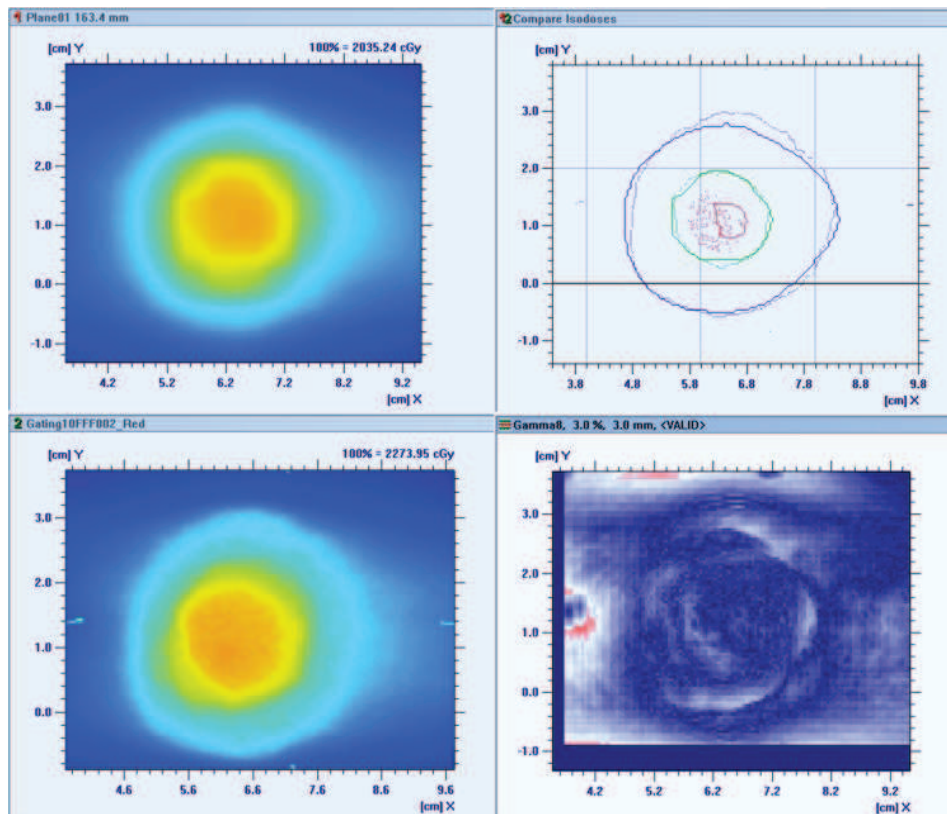 1 Plane01 163.4 mm
[cm] Y
100% = 2035.24 cGy
3.0
2.0
1.0
0.0
-1.0
4.2 5.2 6.2 7.2 8.2 9.2
[cm] X
12 Compare Isodoses
[cm] Y
3.0
2.0
1.0
0.0
-1.0
3.8 4.8 5.8 6.8 7.8 8.8 9.8
[cm] X
2 Gating10FFF002_Red
[cm] Y
100% = 2273.95 cGy
3.0
2.0
1.0
0.0
4.6 5.6 6.6 7.6 8.6 9.6
[cm] X
Gamma8, 3.0 %, 3.0 mm, <VALID>
[cm] Y
3.0
2.0
1.0
0.0
-1.0
4.2 5.2 6.2 7.2 8.2 9.2
[cm] X